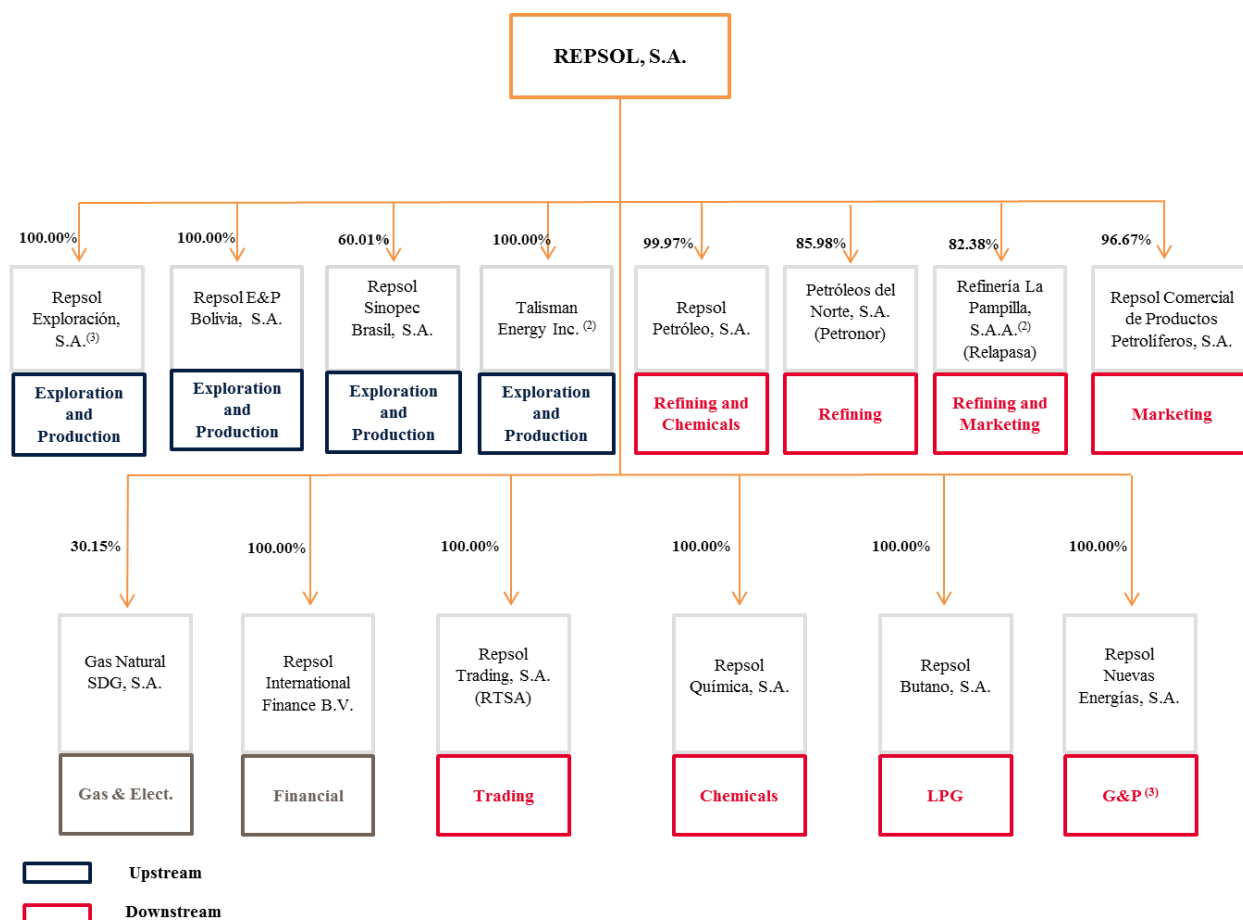 REPSOL, S.A.
100.00%
100.00%
60.01%
100.00%
99.97%
85.98%
82.38%
96.67%
Repsol
Exploración,
S.A.(3)
Repsol E&P
Bolivia, S.A.
Repsol
Sinopec
Brasil, S.A.
Talisman
Energy Inc. (2)
Repsol
Petróleo, S.A.
Petróleos del
Norte, S.A.
(Petronor)
Refinería La
Pampilla,
S.A.A.(2)
(Relapasa)
Repsol Comercial
de Productos
Petrolíferos, S.A.
Exploration
and
Production
Exploration
and
Production
Exploration
and
Production
Exploration
and
Production
Refining and
Chemicals
Refining
Refining and
Marketing
Marketing
30.15%
100.00%
100.00%
100.00%
100.00%
100.00%
Gas Natural
SDG, S.A.
Repsol
International
Finance B.V.
Repsol
Trading, S.A.
(RTSA)
Repsol
Química, S.A.
Repsol
Butano, S.A.
Repsol
Nuevas
Energías, S.A.
Gas & Elect.
Financial
Trading
Chemicals
LPG
G&P (3)
Upstream
Downstream